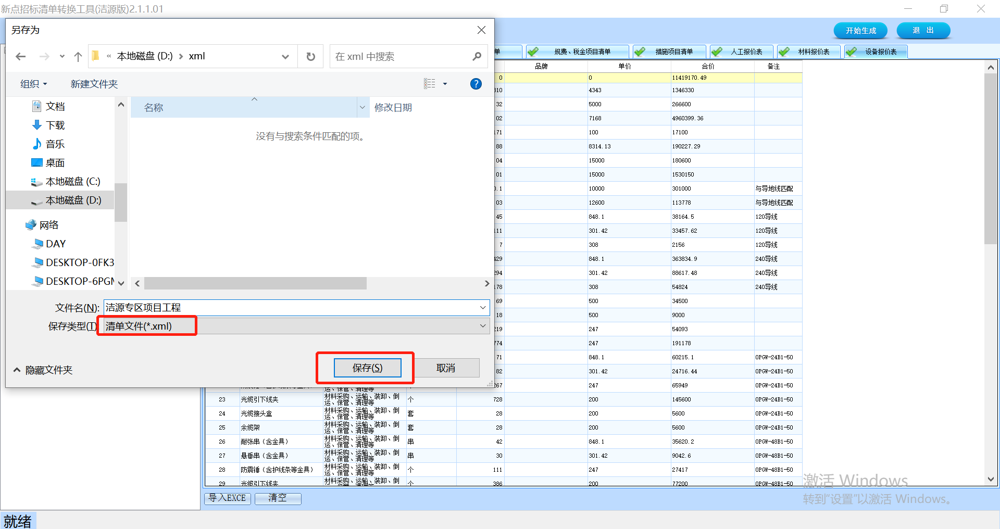 新点招标清单转换工具(洁源版)2.1.1.01
开始生成
退 出
另存为
« 本地磁盘 (D:) › xml
在 xml 中搜索
组织
新建文件夹
文档
下载
音乐
桌面
本地磁盘 (C:)
本地磁盘 (D:)
网络
DAY
DESKTOP-0FK3
DESKTOP-6PGM
名称 修改日期
没有与搜索条件匹配的项。
文件名(N): 洁源专区项目工程
保存类型(T) 清单文件(*.xml)
隐藏文件夹
保存(S)
取消
单
规费、税金项目清单
措施项目清单
人工报价表
材料报价表
设备报价表
品牌 单价 合价 备注
0 0 11419170.49
310 4343 1346330
32 5000 266600
02 7168 4960399.36
171 100 17100
88 8314.13 190227.29
04 15000 180600
01 15000 1530150
0.1 10000 301000 与导地线匹配
03 12600 113778 与导地线匹配
45 848.1 38164.5 120导线
111 301.42 33457.62 120导线
7 308 2156 120导线
429 848.1 363834.9 240导线
294 301.42 88617.48 240导线
178 308 54824 240导线
69 500 34500
18 500 9000
219 247 54093
774 247 191178
71 848.1 60215.1 OPGW-24B1-50
82 301.42 24716.44 OPGW-24B1-50
运、保管、清理等 267 247 65949 OPGW-24B1-50
23 光缆引下线夹 材料采购、运输、装卸、倒运、保管、清理等 个 728 200 145600 OPGW-24B1-50
24 光缆接头盒 材料采购、运输、装卸、倒运、保管、清理等 套 28 200 5600 OPGW-24B1-50
25 余缆架 材料采购、运输、装卸、倒运、保管、清理等 套 28 200 5600 OPGW-24B1-50
26 耐张串（含金具） 材料采购、运输、装卸、倒运、保管、清理等 串 42 848.1 35620.2 OPGW-48B1-50
27 悬垂串（含金具） 材料采购、运输、装卸、倒运、保管、清理等 串 30 301.42 9042.6 OPGW-48B1-50
28 防震锤（含护线条等金具） 材料采购、运输、装卸、倒运、保管、清理等 个 111 247 27417 OPGW-48B1-50
29 光缆引下线夹 材料采购、运输、装卸、倒 个 386 200 77200 OPGW-48B1-50
导入EXCE
清空
激活 Windows
转到“设置”以激活 Windows。
就绪